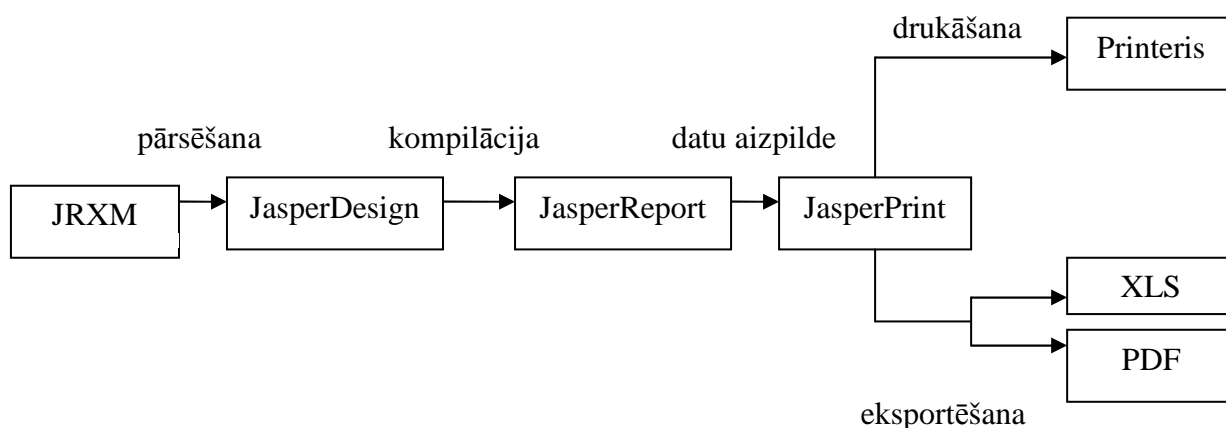 drukāšana
Printeris
pārsēšana
kompilācija
datu aizpilde
JRXM
JasperDesign
JasperReport
JasperPrint
XLS
PDF
eksportēšana